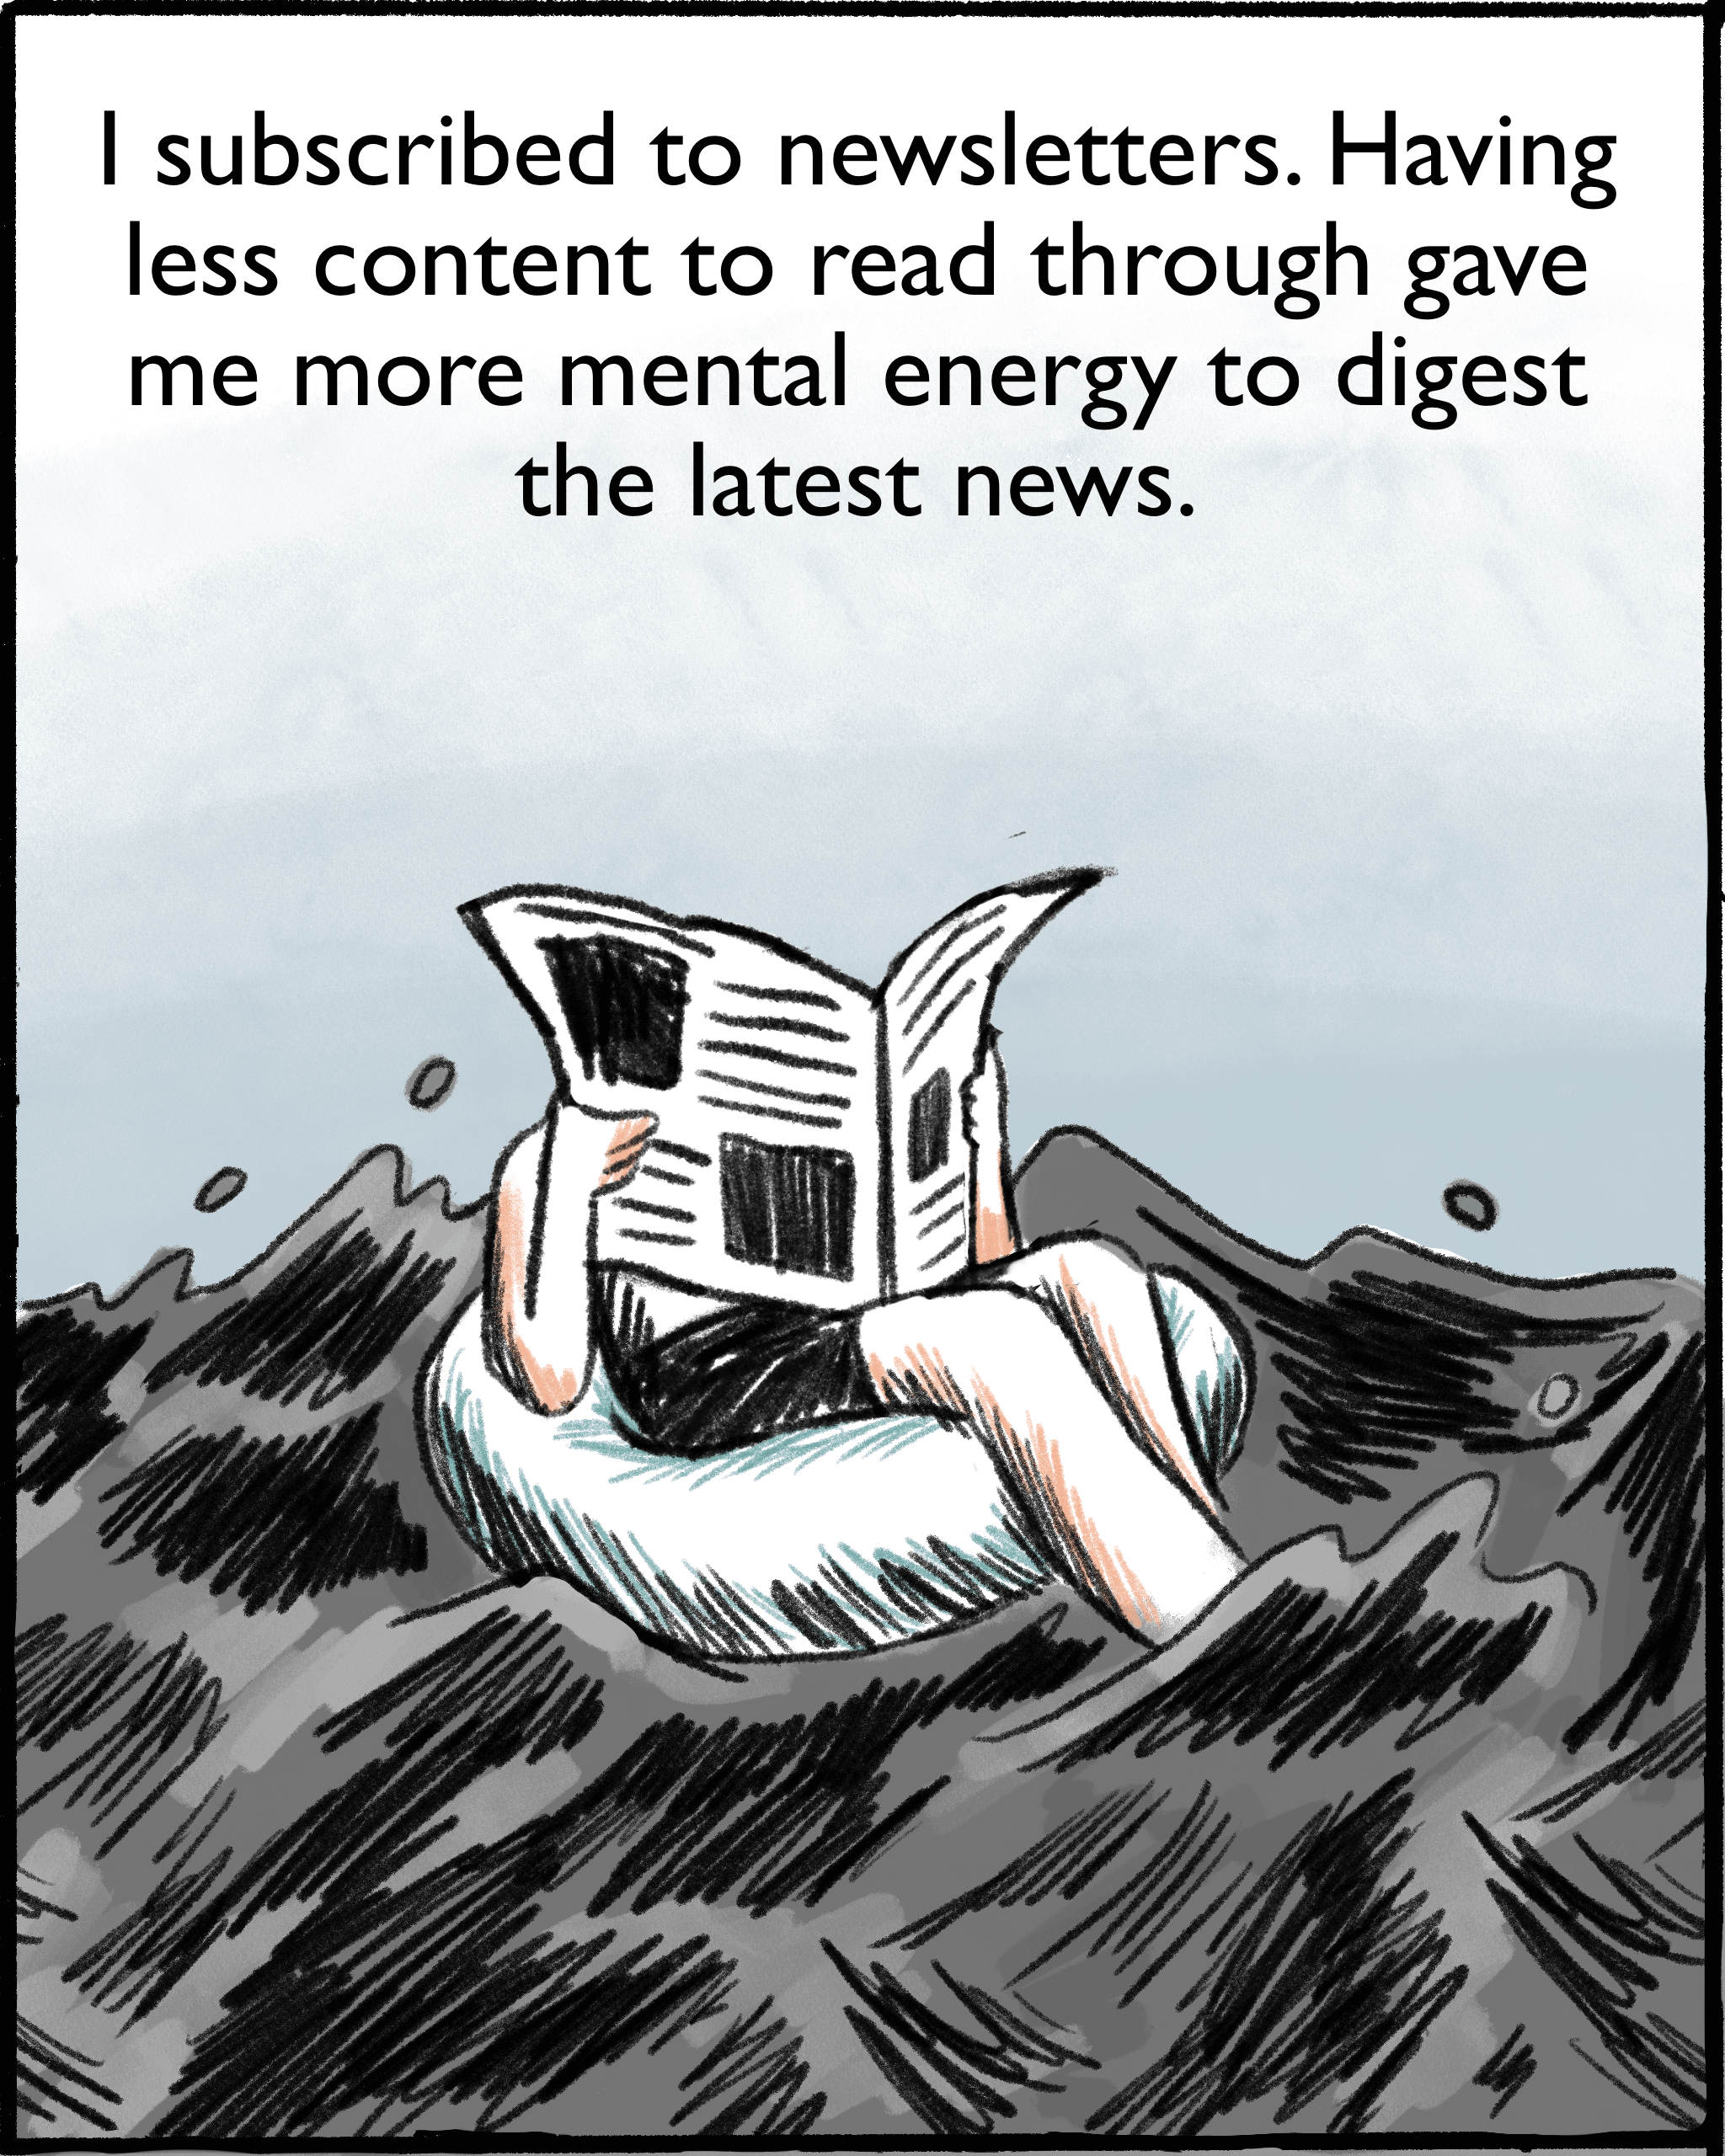 I subscribed to newsletters. Having
less content to read through gave
me more mental energy to digest
the latest news.